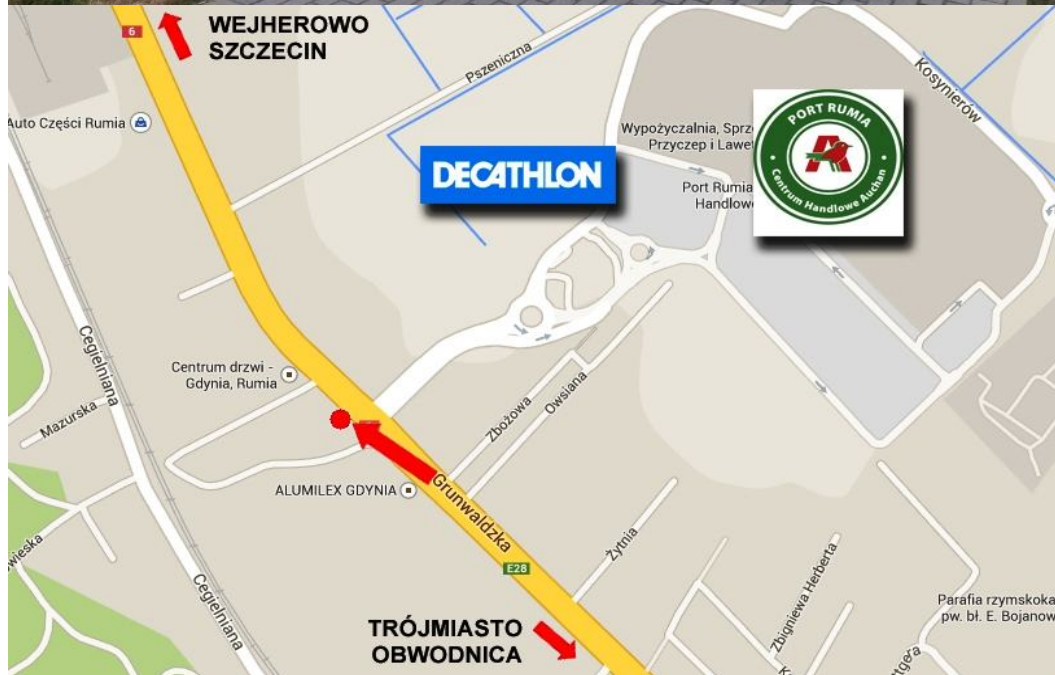 WEJHEROWO
SZCZECIN
6
Pszeniczna
Kosynierów
Auto Części Rumia
Wypożyczalnia, Sprz
Przyczep i Lawet
PORT RUMIA
A
Centrum Handlowe Auchan
DECATHLON
Port Rumia
Handlow
Cegielniana
Centrum drzwi -
Gdynia, Rumia
Mazurska
Zbożowa
Owsiana
ALUMILEX GDYNIA
Grunwaldzka
Żytnia
E28
wieska
Cegielniana
Zbigniewa Herberta
Parafia rzymskoka
pw. bł. E. Bojanow
TRÓJMIASTO
OBWODNICA
ttgera